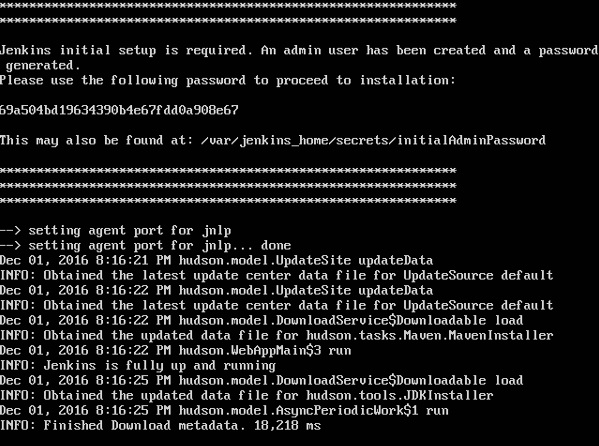 **************************************************************
**************************************************************
Jenkins initial setup is required. An admin user has been created and a password
 generated.
Please use the following password to proceed to installation:
69a504bd19634390b4e67fdd0a908e67
This may also be found at: /var/jenkins_home/secrets/initialAdminPassword
**************************************************************
**************************************************************
**************************************************************
--> setting agent port for jnlp
--> setting agent port for jnlp... done
Dec 01, 2016 8:16:21 PM hudson.model.UpdateSite updateData
INFO: Obtained the latest update center data file for UpdateSource default
Dec 01, 2016 8:16:22 PM hudson.model.UpdateSite updateData
INFO: Obtained the latest update center data file for UpdateSource default
Dec 01, 2016 8:16:22 PM hudson.model.DownloadService$Downloadable load
INFO: Obtained the updated data file for hudson.tasks.Maven.MavenInstaller
Dec 01, 2016 8:16:22 PM hudson.WebAppMain$3 run
INFO: Jenkins is fully up and running
Dec 01, 2016 8:16:25 PM hudson.model.DownloadService$Downloadable load
INFO: Obtained the updated data file for hudson.tools.JDKInstaller
Dec 01, 2016 8:16:25 PM hudson.model.AsyncPeriodicWork$1 run
INFO: Finished Download metadata. 18,218 ms